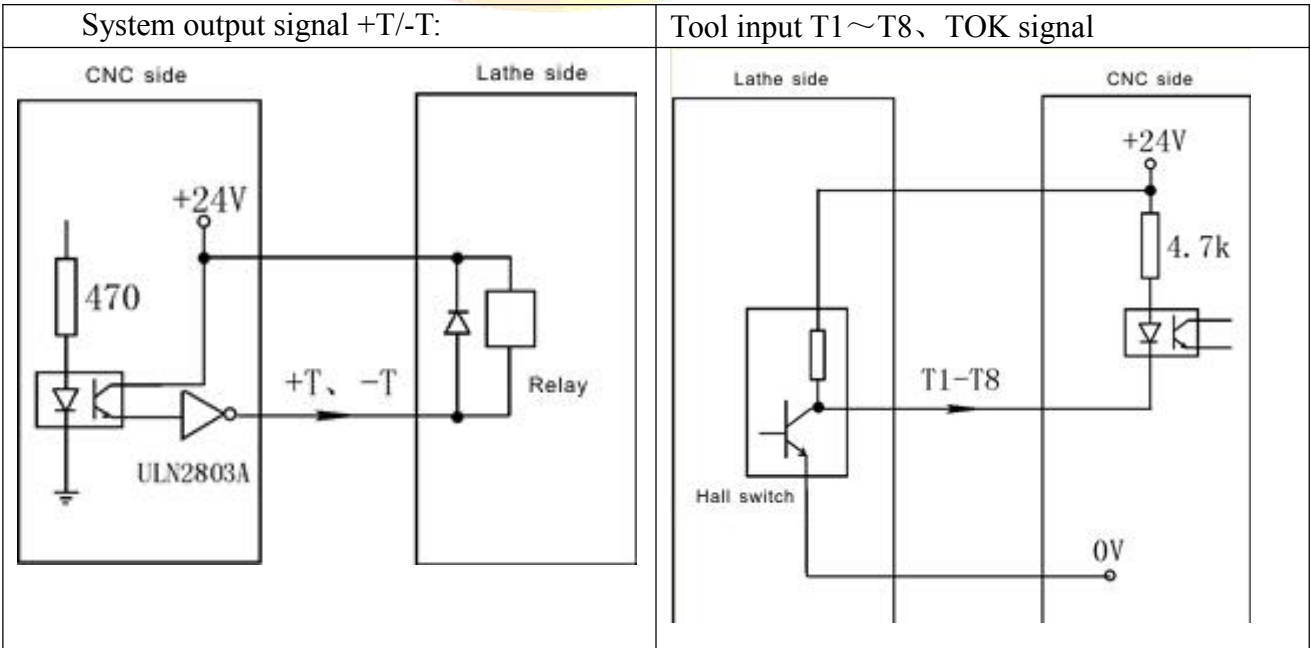 System output signal +T/-T:
CNC side
Lathe side
+24V
470
+T、 -T
Relay
ULN2803A
Tool input T1～T8、TOK signal
Lathe side
CNC side
+24V
4. 7k
T1-T8
Hall switch
0V